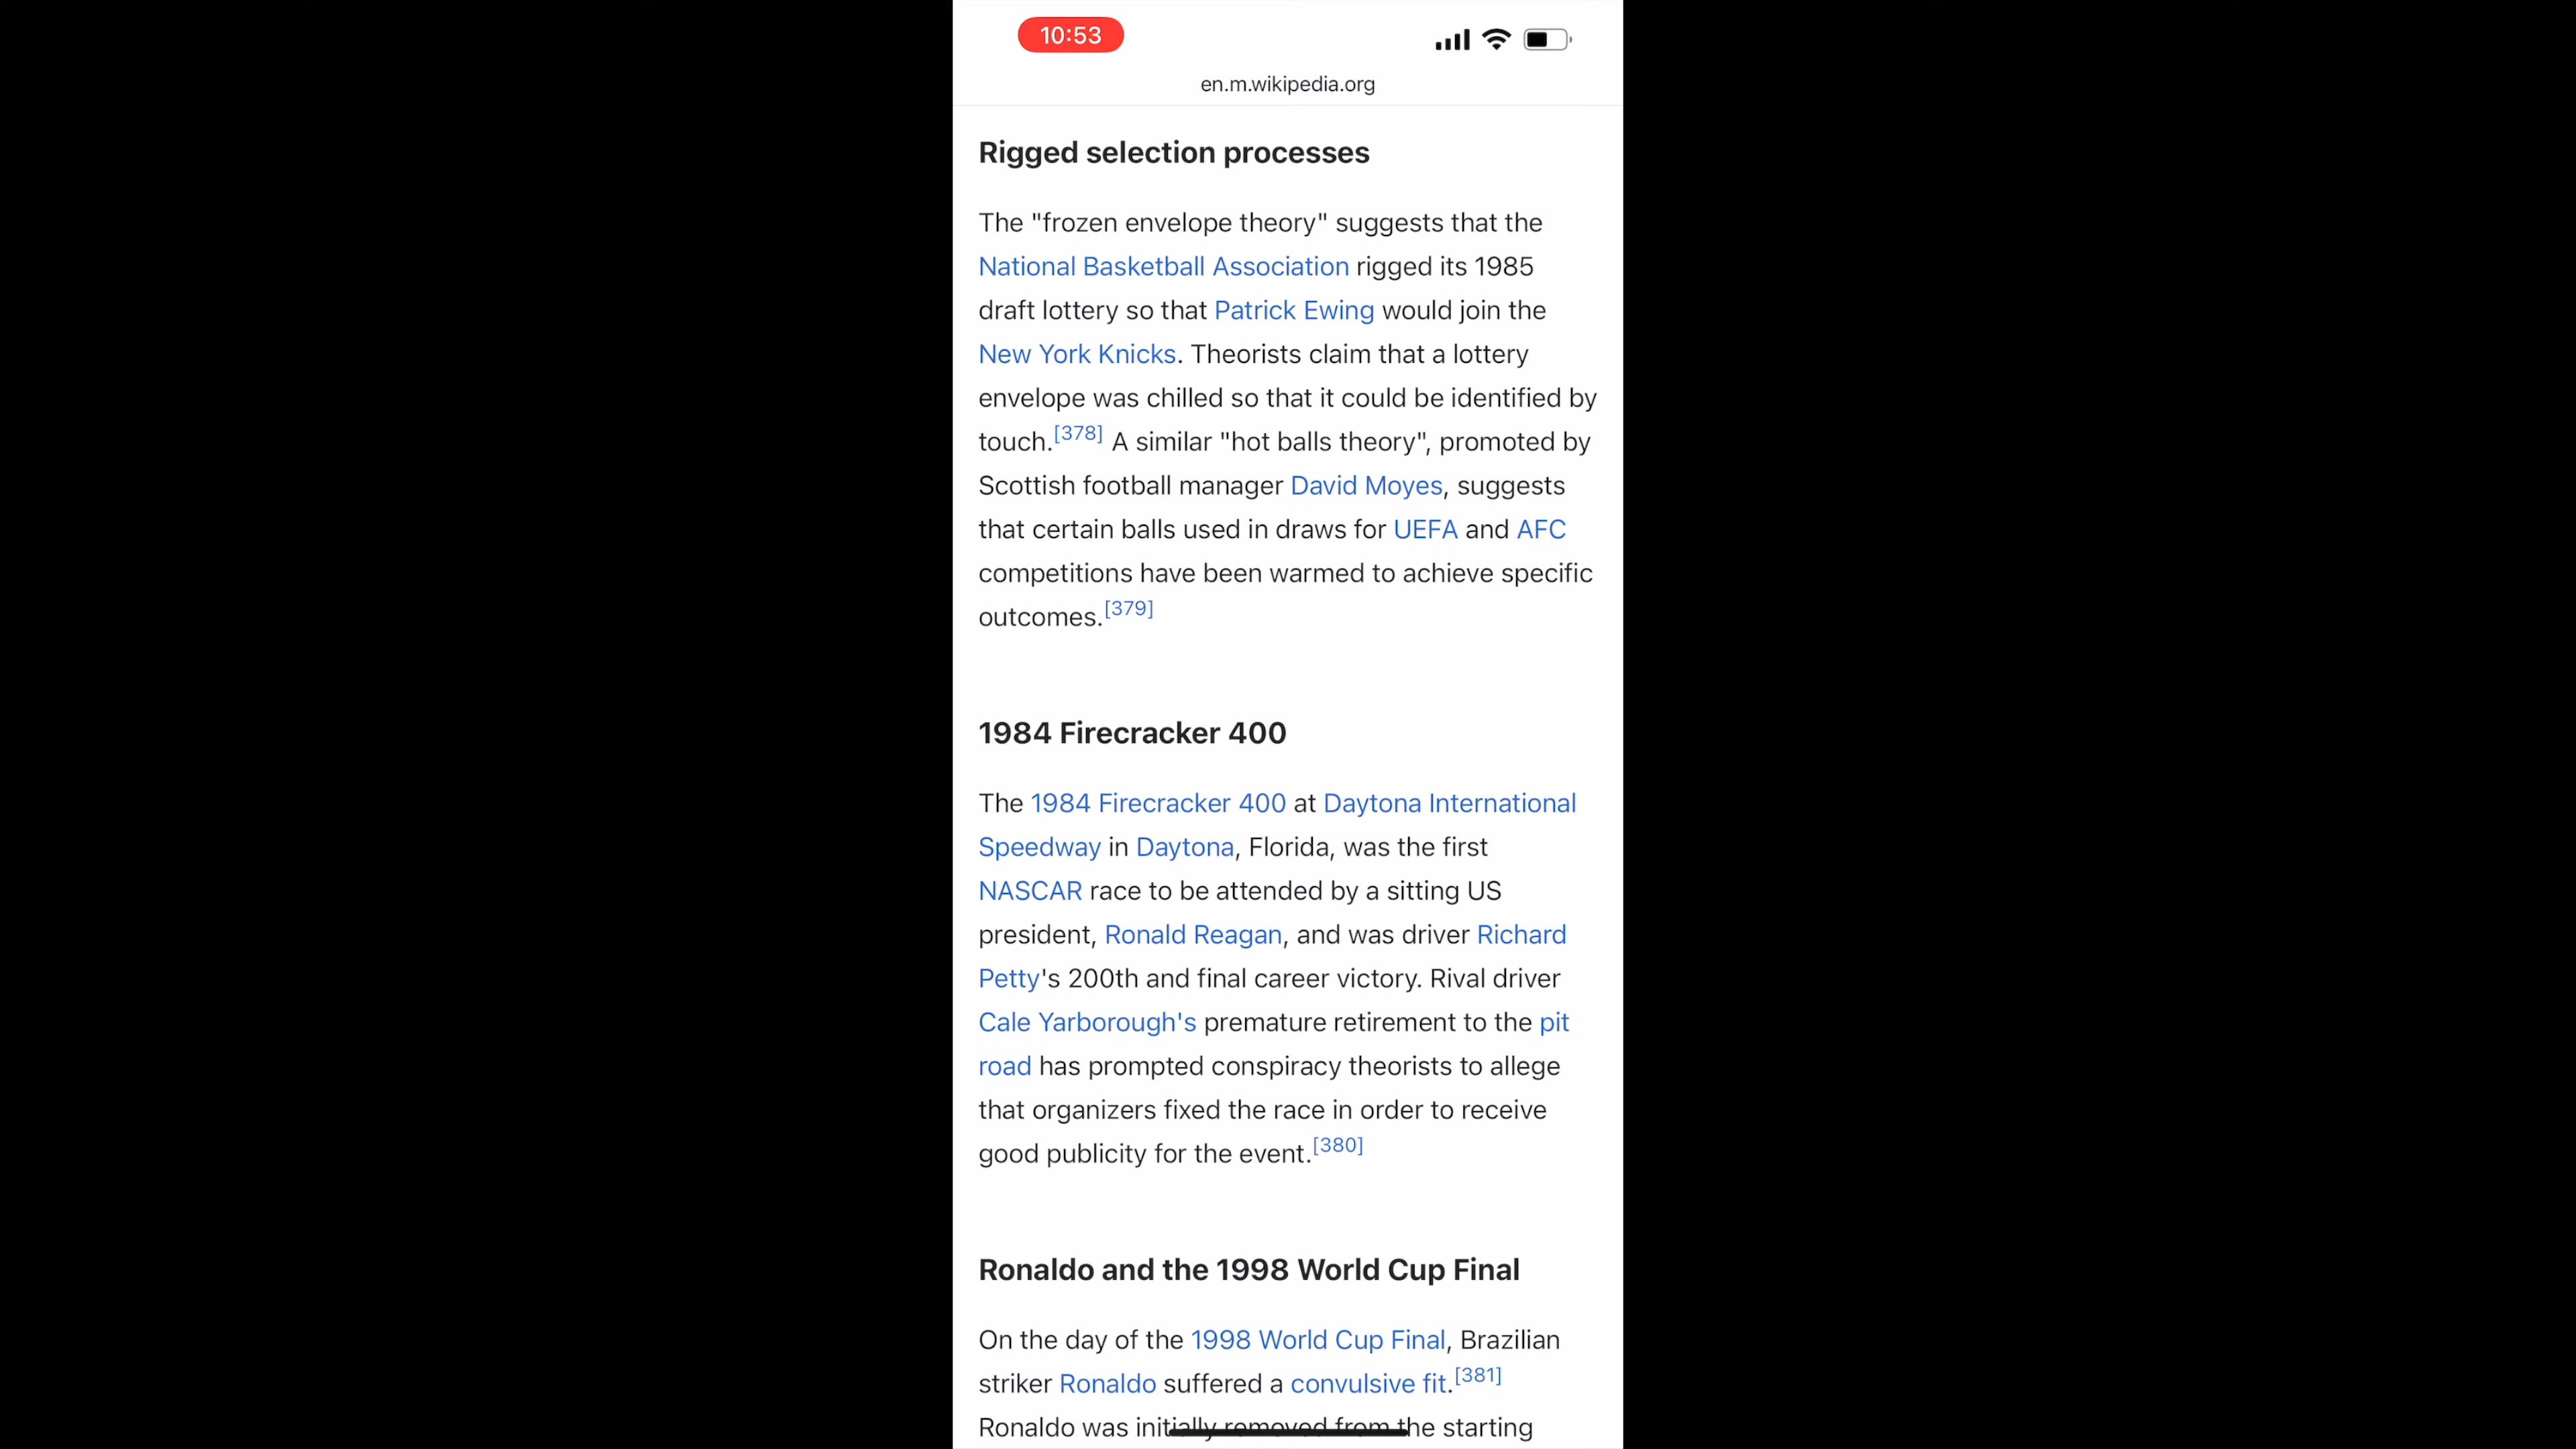 10:53
en.m.wikipedia.org
Rigged selection processes
The "frozen envelope theory" suggests that the
National Basketball Association rigged its 1985
draft lottery so that Patrick Ewing would join the
New York Knicks. Theorists claim that a lottery
envelope was chilled so that it could be identified by
touch.[378] A similar "hot balls theory", promoted by
Scottish football manager David Moyes, suggests
that certain balls used in draws for UEFA and AFC
competitions have been warmed to achieve specific
outcomes.[379]
1984 Firecracker 400
The 1984 Firecracker 400 at Daytona International
Speedway in Daytona, Florida, was the first
NASCAR race to be attended by a sitting US
president, Ronald Reagan, and was driver Richard
Petty's 200th and final career victory. Rival driver
Cale Yarborough's premature retirement to the pit
road has prompted conspiracy theorists to allege
that organizers fixed the race in order to receive
good publicity for the event.[380]
Ronaldo and the 1998 World Cup Final
On the day of the 1998 World Cup Final, Brazilian
striker Ronaldo suffered a convulsive fit.[381]
Ronaldo was initially removed from the starting